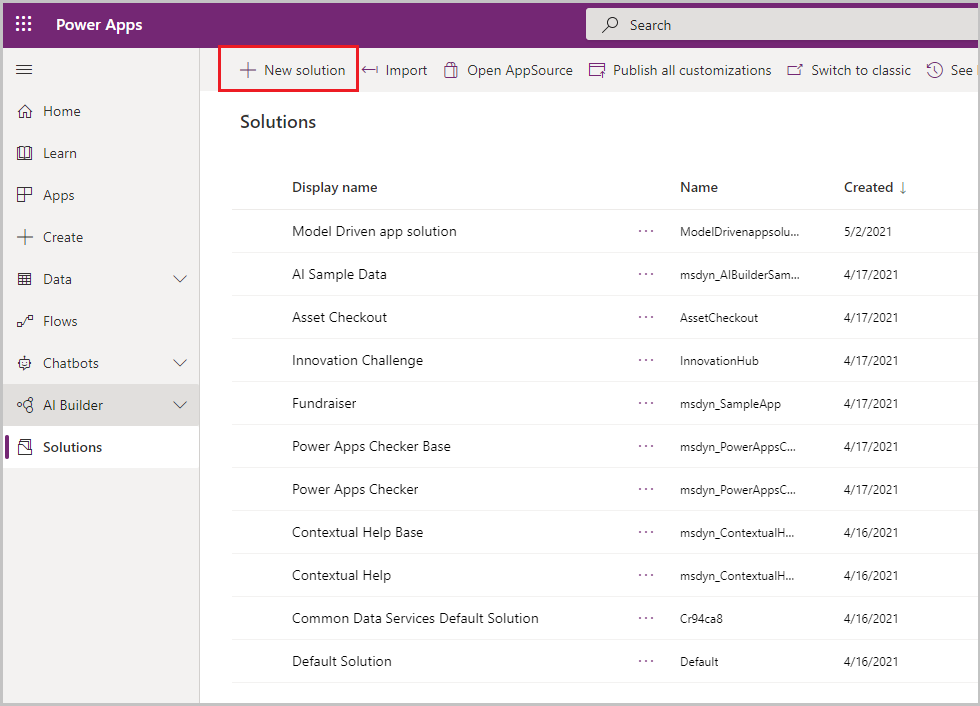 Power Apps
Search
New solution Import Open AppSource Publish all customizations Switch to classic See
Home
Learn
Apps
Create
Data
Flows
Chatbots
AI Builder
Solutions
Solutions
Display name Name Created ↓
Model Driven app solution ... ModelDrivenappsolu... 5/2/2021
AI Sample Data ... msdyn_AIBuilderSam... 4/17/2021
Asset Checkout ... AssetCheckout 4/17/2021
Innovation Challenge ... InnovationHub 4/17/2021
Fundraiser ... msdyn_SampleApp 4/17/2021
Power Apps Checker Base ... msdyn_PowerAppsC... 4/17/2021
Power Apps Checker ... msdyn_PowerAppsC... 4/17/2021
Contextual Help Base ... msdyn_ContextualH... 4/16/2021
Contextual Help ... msdyn_ContextualH... 4/16/2021
Common Data Services Default Solution ... Cr94ca8 4/16/2021
Default Solution ... Default 4/16/2021